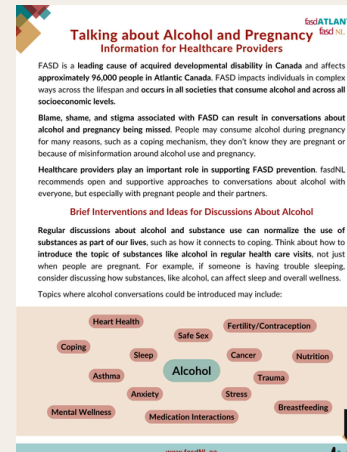 fasdATLAN
fasd NL
Talking about Alcohol and Pregnancy
Information for Healthcare Providers
FASD is a leading cause of acquired developmental disability in Canada and affects
approximately 96,000 people in Atlantic Canada. FASD impacts individuals in complex
ways across the lifespan and occurs in all societies that consume alcohol and across all
socioeconomic levels.
Blame, shame, and stigma associated with FASD can result in conversations about
alcohol and pregnancy being missed. People may consume alcohol during pregnancy
for many reasons, such as a coping mechanism, they don't know they are pregnant or
because of misinformation around alcohol use and pregnancy.
Healthcare providers play an important role in supporting FASD prevention. fasdNL
recommends open and supportive approaches to conversations about alcohol with
everyone, but especially with pregnant people and their partners.
Brief Interventions and Ideas for Discussions About Alcohol
Regular discussions about alcohol and substance use can normalize the use of
substances as part of our lives, such as how it connects to coping. Think about how to
introduce the topic of substances like alcohol in regular health care visits, not just
when people are pregnant. For example, if someone is having trouble sleeping,
consider discussing how substances, like alcohol, can affect sleep and overall wellness.
Topics where alcohol conversations could be introduced may include:
Heart Health
Fertility/Contraception
Safe Sex
Coping
Sleep
Cancer
Nutrition
Alcohol
Asthma
Trauma
Anxiety
Stress
Breastfeeding
Mental Wellness
Medication Interactions